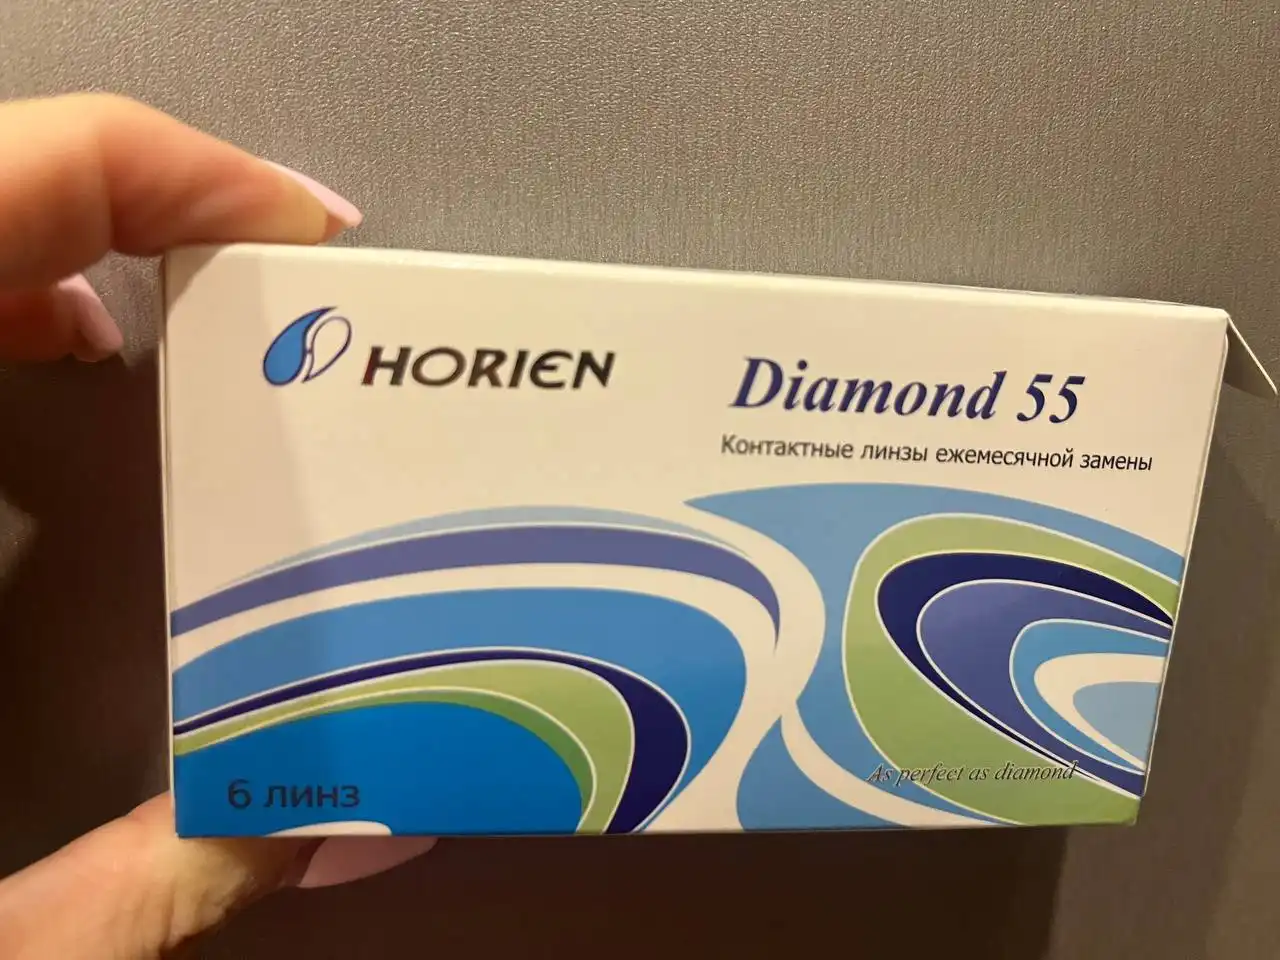 HORIEN
Diamond 55
Контактные линзы ежемесячной замены
As perfect as diamond
6 линз